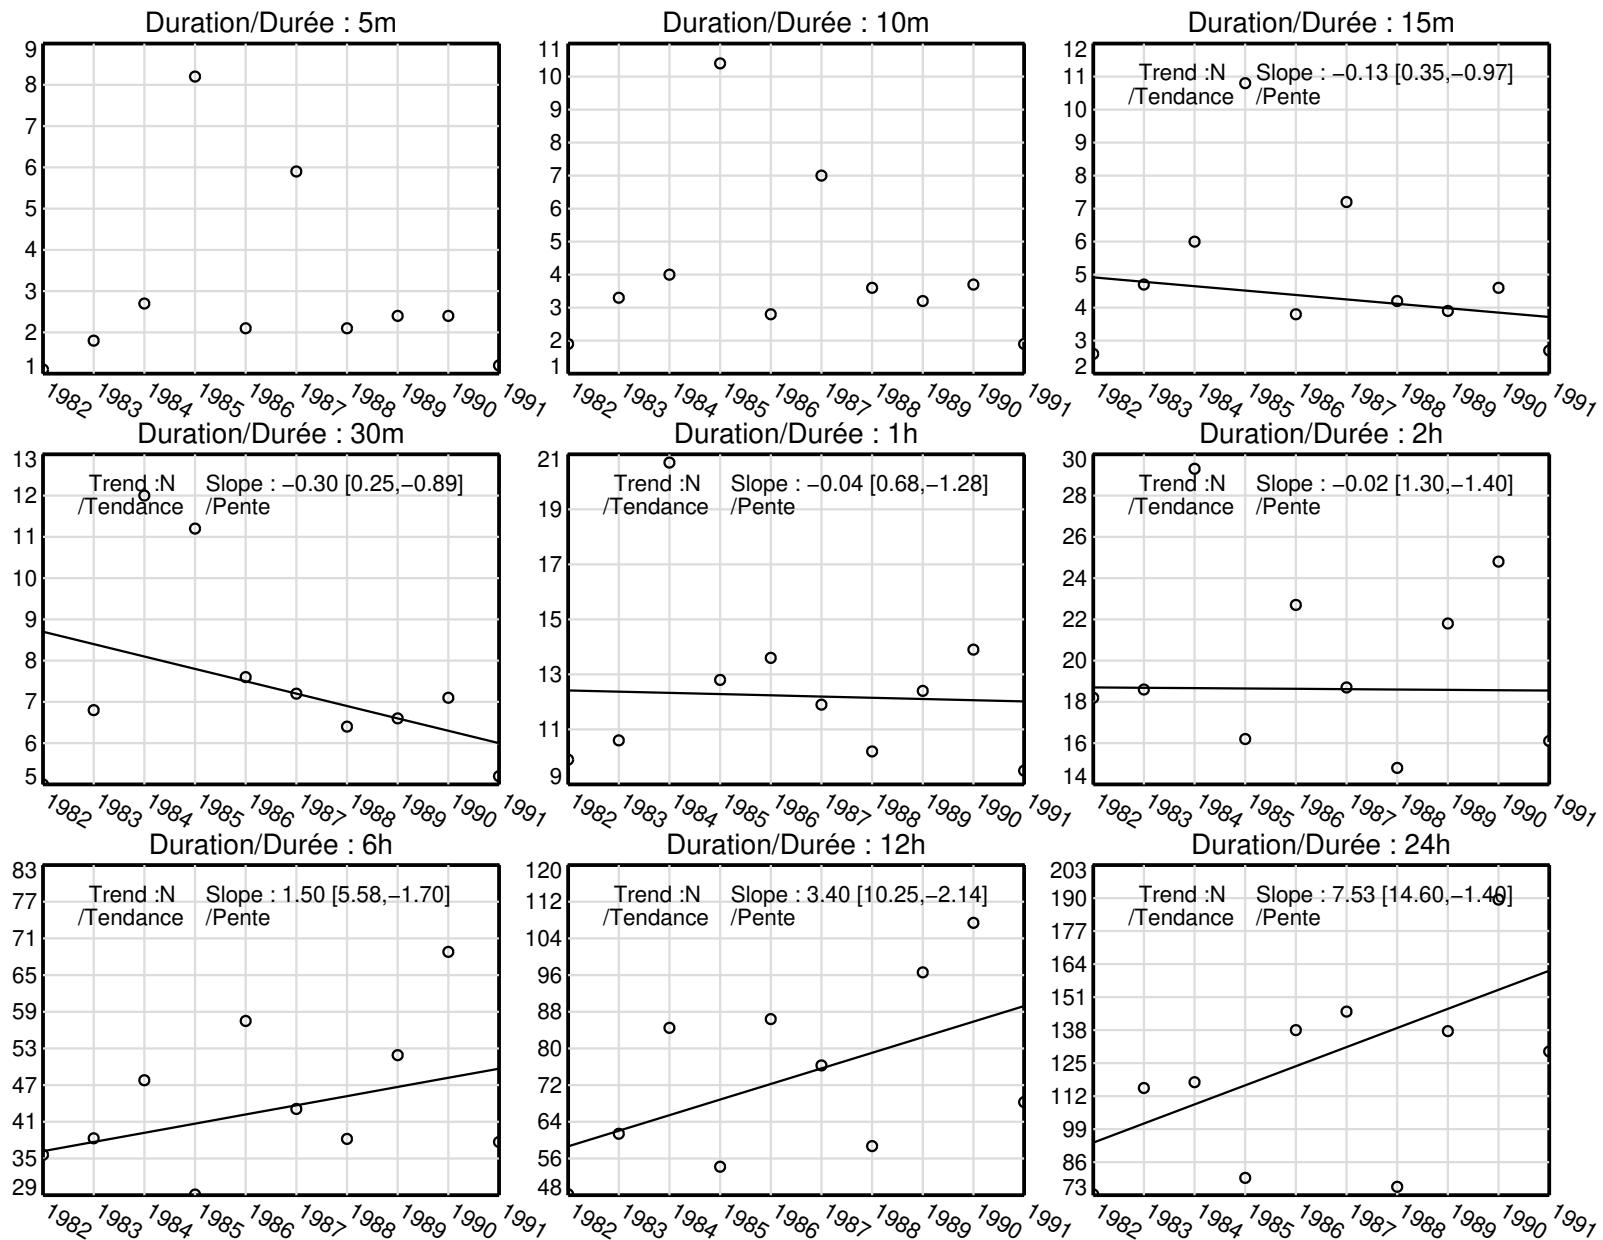 Duration/Durée : 5m
9
8
7
6
5
4
3
2
1
1982 1983 1984 1985 1986 1987 1988 1989 1990 1991
Duration/Durée : 10m
11
10
9
8
7
6
5
4
3
2
1
1982 1983 1984 1985 1986 1987 1988 1989 1990 1991
Duration/Durée : 15m
Trend :N Slope : −0.13 [0.35,−0.97]
/Tendance /Pente
12
11
10
9
8
7
6
5
4
3
2
1982 1983 1984 1985 1986 1987 1988 1989 1990 1991
Duration/Durée : 30m
Trend :N Slope : −0.30 [0.25,−0.89]
/Tendance /Pente
13
12
11
10
9
8
7
6
5
1982 1983 1984 1985 1986 1987 1988 1989 1990 1991
Duration/Durée : 1h
Trend :N Slope : −0.04 [0.68,−1.28]
/Tendance /Pente
21
19
17
15
13
11
9
1982 1983 1984 1985 1986 1987 1988 1989 1990 1991
Duration/Durée : 2h
Trend :N Slope : −0.02 [1.30,−1.40]
/Tendance /Pente
30
28
26
24
22
20
18
16
14
1982 1983 1984 1985 1986 1987 1988 1989 1990 1991
Duration/Durée : 6h
Trend :N Slope : 1.50 [5.58,−1.70]
/Tendance /Pente
83
77
71
65
59
53
47
41
35
29
1982 1983 1984 1985 1986 1987 1988 1989 1990 1991
Duration/Durée : 12h
Trend :N Slope : 3.40 [10.25,−2.14]
/Tendance /Pente
120
112
104
96
88
80
72
64
56
48
1982 1983 1984 1985 1986 1987 1988 1989 1990 1991
Duration/Durée : 24h
Trend :N Slope : 7.53 [14.60,−1.40]
/Tendance /Pente
203
190
177
164
151
138
125
112
99
86
73
1982 1983 1984 1985 1986 1987 1988 1989 1990 1991